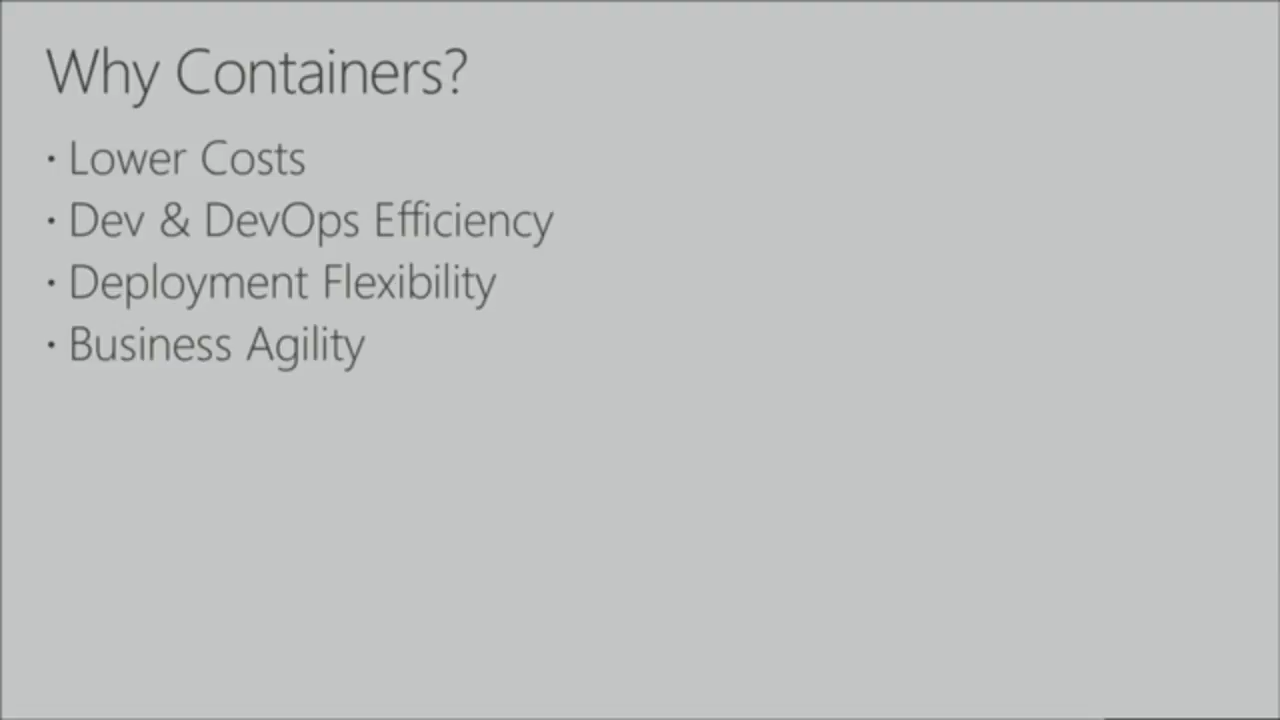 Why Containers?
· Lower Costs
· Dev & DevOps Efficiency
· Deployment Flexibility
· Business Agility